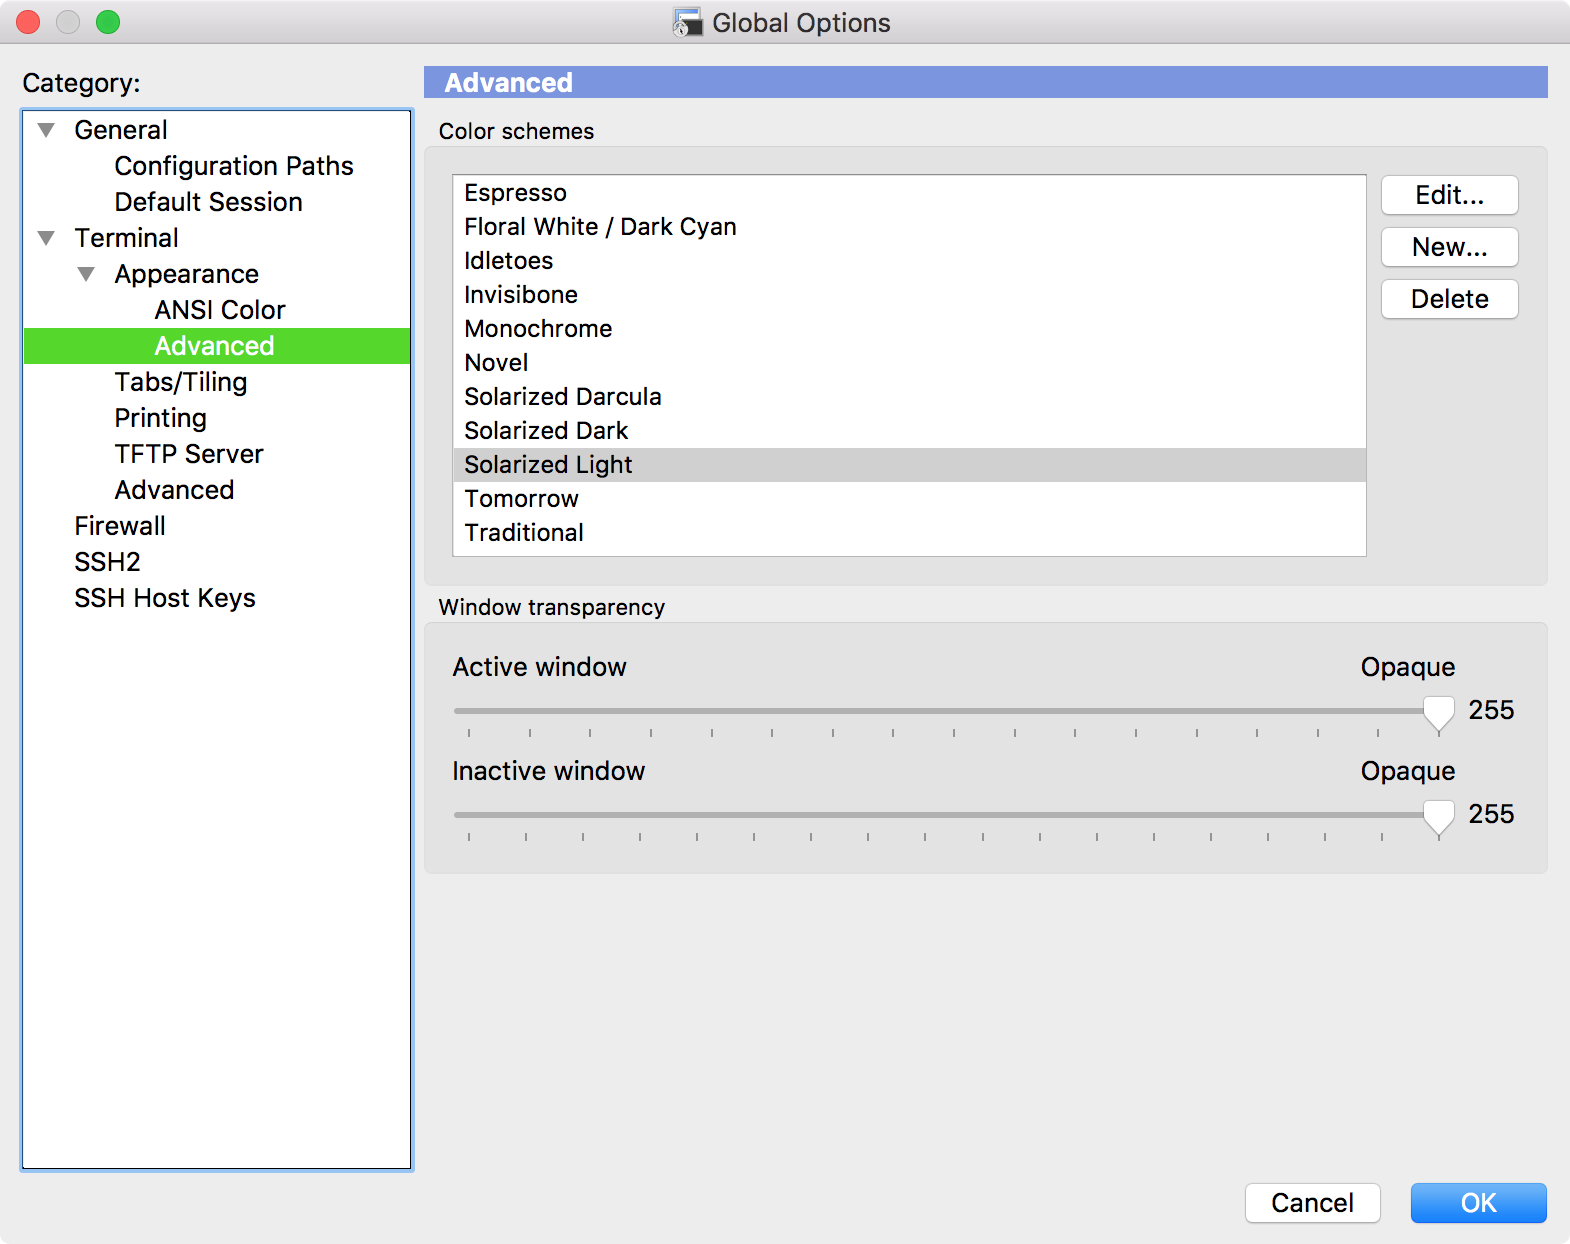 Global Options
Category:
General
Configuration Paths
Default Session
Terminal
Appearance
ANSI Color
Advanced
Tabs/Tiling
Printing
TFTP Server
Advanced
Firewall
SSH2
SSH Host Keys
Advanced
Color schemes
Espresso
Floral White / Dark Cyan
Idletoes
Invisibone
Monochrome
Novel
Solarized Darcula
Solarized Dark
Solarized Light
Tomorrow
Traditional
Edit...
New...
Delete
Window transparency
Active window Opaque
255
Inactive window Opaque
255
Cancel OK